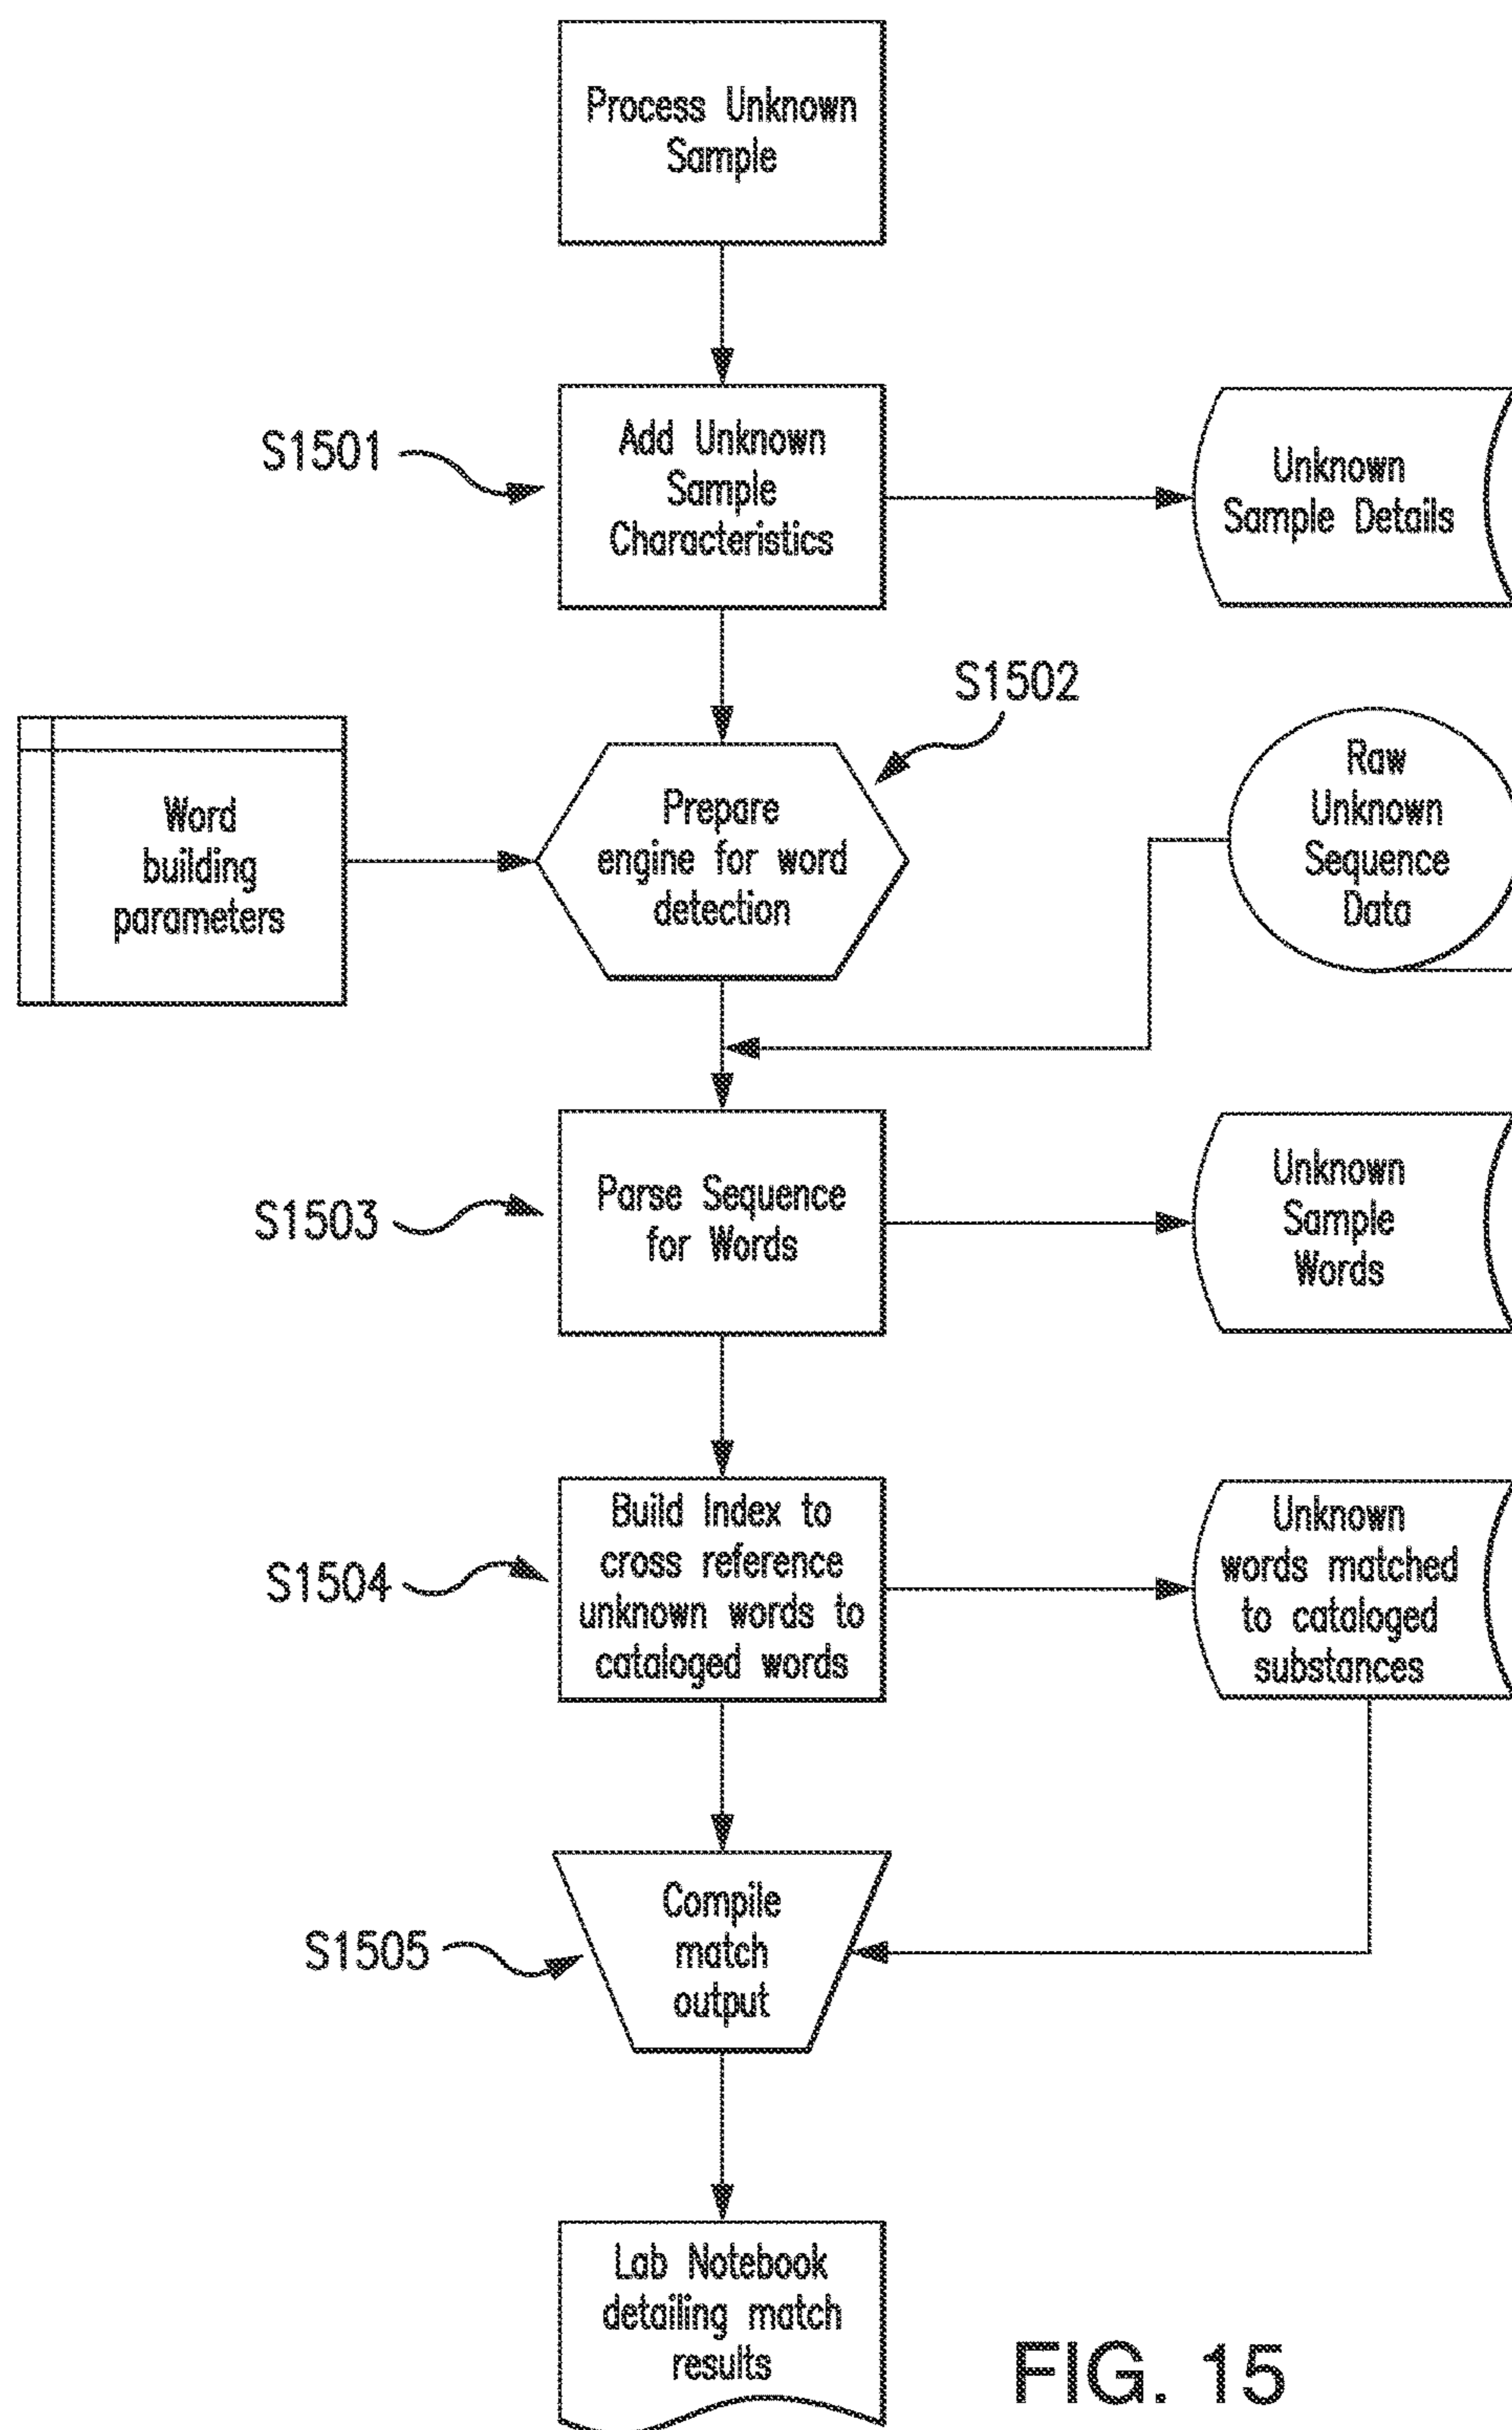 Process Unknown
Sample
S1501
Add Unknown
Sample
Characteristics
Unknown
Sample Details
S1502
Word
building
parameters
Prepare
engine for word
detection
Raw
Unknown
Sequence
Data
S1503
Parse Sequence
for Words
Unknown
Sample
Words
S1504
Build Index to
cross reference
unknown words to
cataloged words
Unknown
words matched
to cataloged
substances
S1505
Compile
match
output
Lab Notebook
detailing match
results
FIG. 15